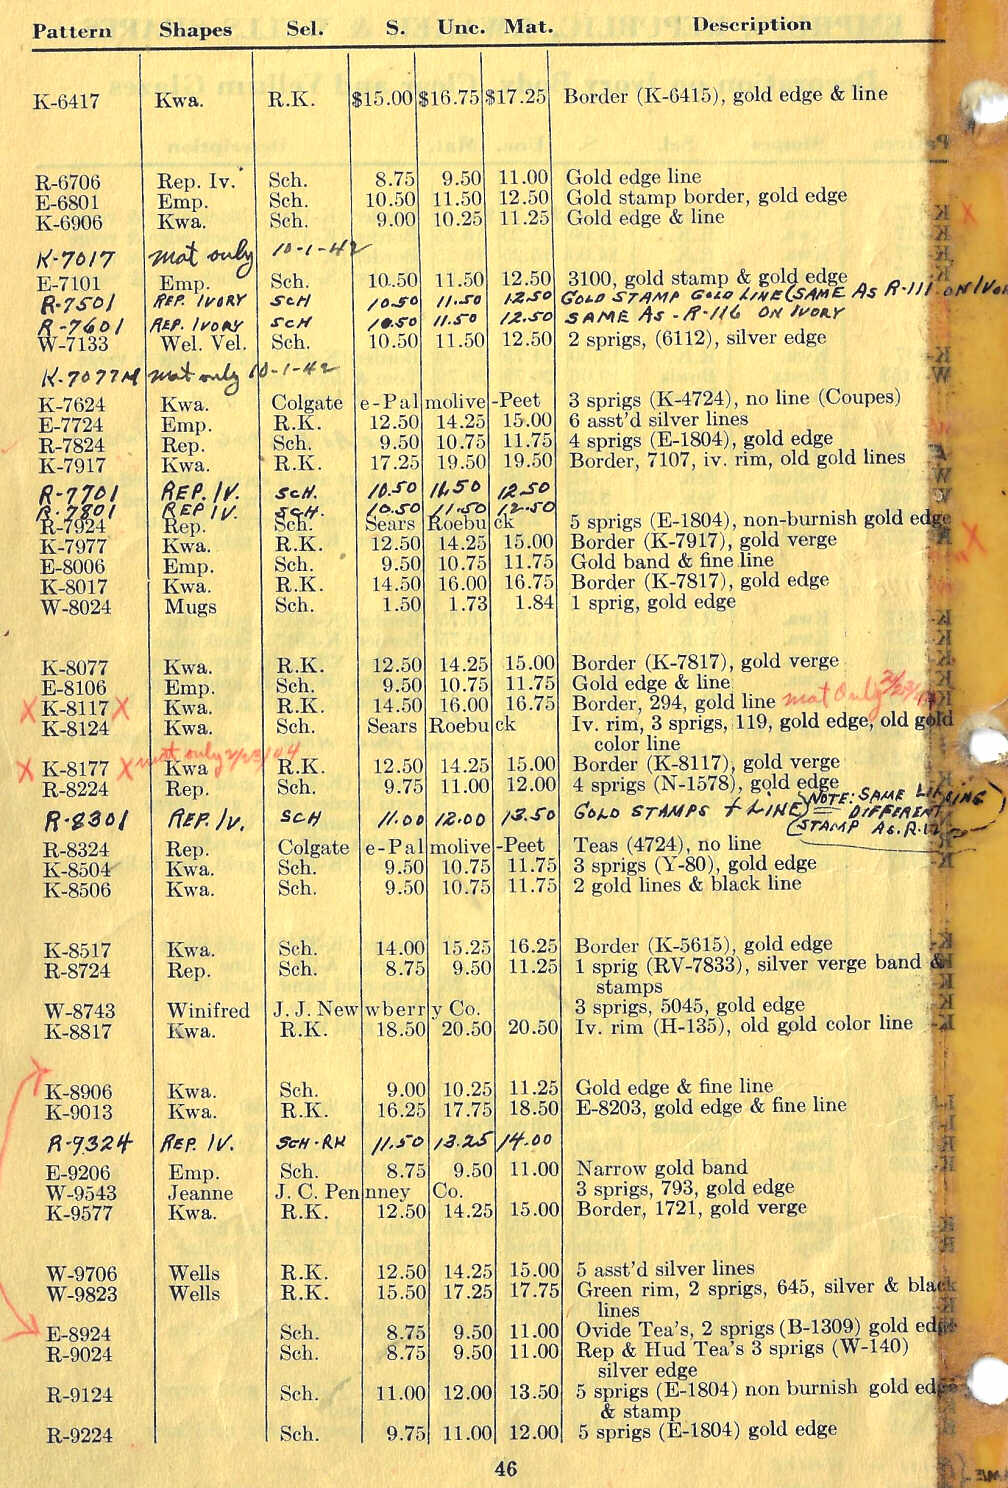 Pattern Shapes Sel. S. Unc. Mat. Description
K-6417 Kwa. R.K. $15.00 $16.75 $17.25 Border (K-6415), gold edge & line
R-6706 Rep. Iv. Sch. 8.75 9.50 11.00 Gold edge line
E-6801 Emp. Sch. 10.50 11.50 12.50 Gold stamp border, gold edge
K-6906 Kwa. Sch. 9.00 10.25 11.25 Gold edge & line
K-7017 mat only 10-1-42
E-7101 Emp. Sch. 10.50 11.50 12.50 3100, gold stamp & gold edge
R-7501 REP. IVORY SCH 10.50 11.50 12.50 GOLD STAMP GOLD LINE (SAME AS R-111 ON IVOR
R-7601 REP. IVORY SCH 10.50 11.50 12.50 SAME AS - R-116 ON IVORY
W-7133 Wel. Vel. Sch. 10.50 11.50 12.50 2 sprigs, (6112), silver edge
K-7077M mat only 10-1-42
K-7624 Kwa. Colgate e-Pal molive -Peet 3 sprigs (K-4724), no line (Coupes)
E-7724 Emp. R.K. 12.50 14.25 15.00 6 asst'd silver lines
R-7824 Rep. Sch. 9.50 10.75 11.75 4 sprigs (E-1804), gold edge
K-7917 Kwa. R.K. 17.25 19.50 19.50 Border, 7107, iv. rim, old gold lines
R-7701 REP. IV. SCH. 10.50 11.50 12.50
R-7801 REP IV. SCH. 10.50 11.50 12.50
R-7924 Rep. Sch. Sears Roebu ck 5 sprigs (E-1804), non-burnish gold edge
K-7977 Kwa. R.K. 12.50 14.25 15.00 Border (K-7917), gold verge
E-8006 Emp. Sch. 9.50 10.75 11.75 Gold band & fine line
K-8017 Kwa. R.K. 14.50 16.00 16.75 Border (K-7817), gold edge
W-8024 Mugs Sch. 1.50 1.73 1.84 1 sprig, gold edge
K-8077 Kwa. R.K. 12.50 14.25 15.00 Border (K-7817), gold verge
E-8106 Emp. Sch. 9.50 10.75 11.75 Gold edge & line
X K-8117 X Kwa. R.K. 14.50 16.00 16.75 Border, 294, gold line mat Only
K-8124 Kwa. Sch. Sears Roebu ck Iv. rim, 3 sprigs, 119, gold edge, old gold
color line
mat only
X K-8177 X Kwa R.K. 12.50 14.25 15.00 Border (K-8117), gold verge
R-8224 Rep. Sch. 9.75 11.00 12.00 4 sprigs (N-1578), gold edge
R-8301 REP. IV. SCH 11.00 12.00 13.50 GOLD STAMPS & LINE) NOTE: SAME LINING
= DIFFERENT
(STAMP AS. R-
R-8324 Rep. Colgate e-Pal molive -Peet Teas (4724), no line
K-8504 Kwa. Sch. 9.50 10.75 11.75 3 sprigs (Y-80), gold edge
K-8506 Kwa. Sch. 9.50 10.75 11.75 2 gold lines & black line
K-8517 Kwa. Sch. 14.00 15.25 16.25 Border (K-5615), gold edge
R-8724 Rep. Sch. 8.75 9.50 11.25 1 sprig (RV-7833), silver verge band &
stamps
W-8743 Winifred J. J. New wberr y Co. 3 sprigs, 5045, gold edge
K-8817 Kwa. R.K. 18.50 20.50 20.50 Iv. rim (H-135), old gold color line
K-8906 Kwa. Sch. 9.00 10.25 11.25 Gold edge & fine line
K-9013 Kwa. R.K. 16.25 17.75 18.50 E-8203, gold edge & fine line
R-9324 REP. IV. SCH-RK 11.50 13.25 14.00
E-9206 Emp. Sch. 8.75 9.50 11.00 Narrow gold band
W-9543 Jeanne J. C. Pen nney Co. 3 sprigs, 793, gold edge
K-9577 Kwa. R.K. 12.50 14.25 15.00 Border, 1721, gold verge
W-9706 Wells R.K. 12.50 14.25 15.00 5 asst'd silver lines
W-9823 Wells R.K. 15.50 17.25 17.75 Green rim, 2 sprigs, 645, silver & black
lines
E-8924 Sch. 8.75 9.50 11.00 Ovide Tea's, 2 sprigs (B-1309) gold edge
R-9024 Sch. 8.75 9.50 11.00 Rep & Hud Tea's 3 sprigs (W-140)
silver edge
R-9124 Sch. 11.00 12.00 13.50 5 sprigs (E-1804) non burnish gold edge
& stamp
R-9224 Sch. 9.75 11.00 12.00 5 sprigs (E-1804) gold edge
46